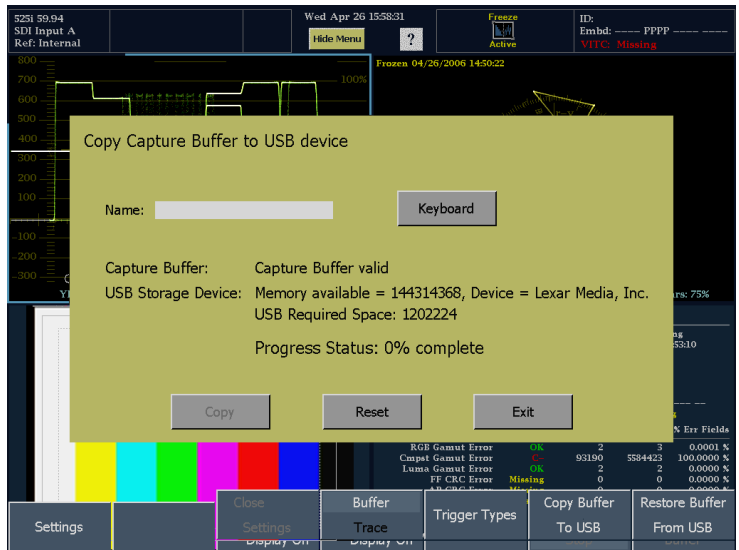 525i 59.94
SDI Input A
Ref: Internal
Wed Apr 26 15:58:31
Hide Menu
?
Freeze
Active
ID:
Embd: ---- PPPP ---- ----
VITC: Missing
800
700
600
500
400
300
200
100
-100
-200
-300
100%
Frozen 04/26/2006 14:50:22
Copy Capture Buffer to USB device
Name:
Keyboard
Capture Buffer: Capture Buffer valid
USB Storage Device: Memory available = 144314368, Device = Lexar Media, Inc.
USB Required Space: 1202224
Progress Status: 0% complete
Copy Reset Exit
75%
53:10
% Err Fields
RGB Gamut Error OK 2 3 0.0001 %
Cmpst Gamut Error C- 93190 5584423 100.0000 %
Luma Gamut Error OK 2 2 0.0000 %
FF CRC Error Missing 0 0 0.0000 %
Settings
Close
Settings
Display On
Buffer
Trace
Display On
Trigger Types
Copy Buffer
To USB
Restore Buffer
From USB